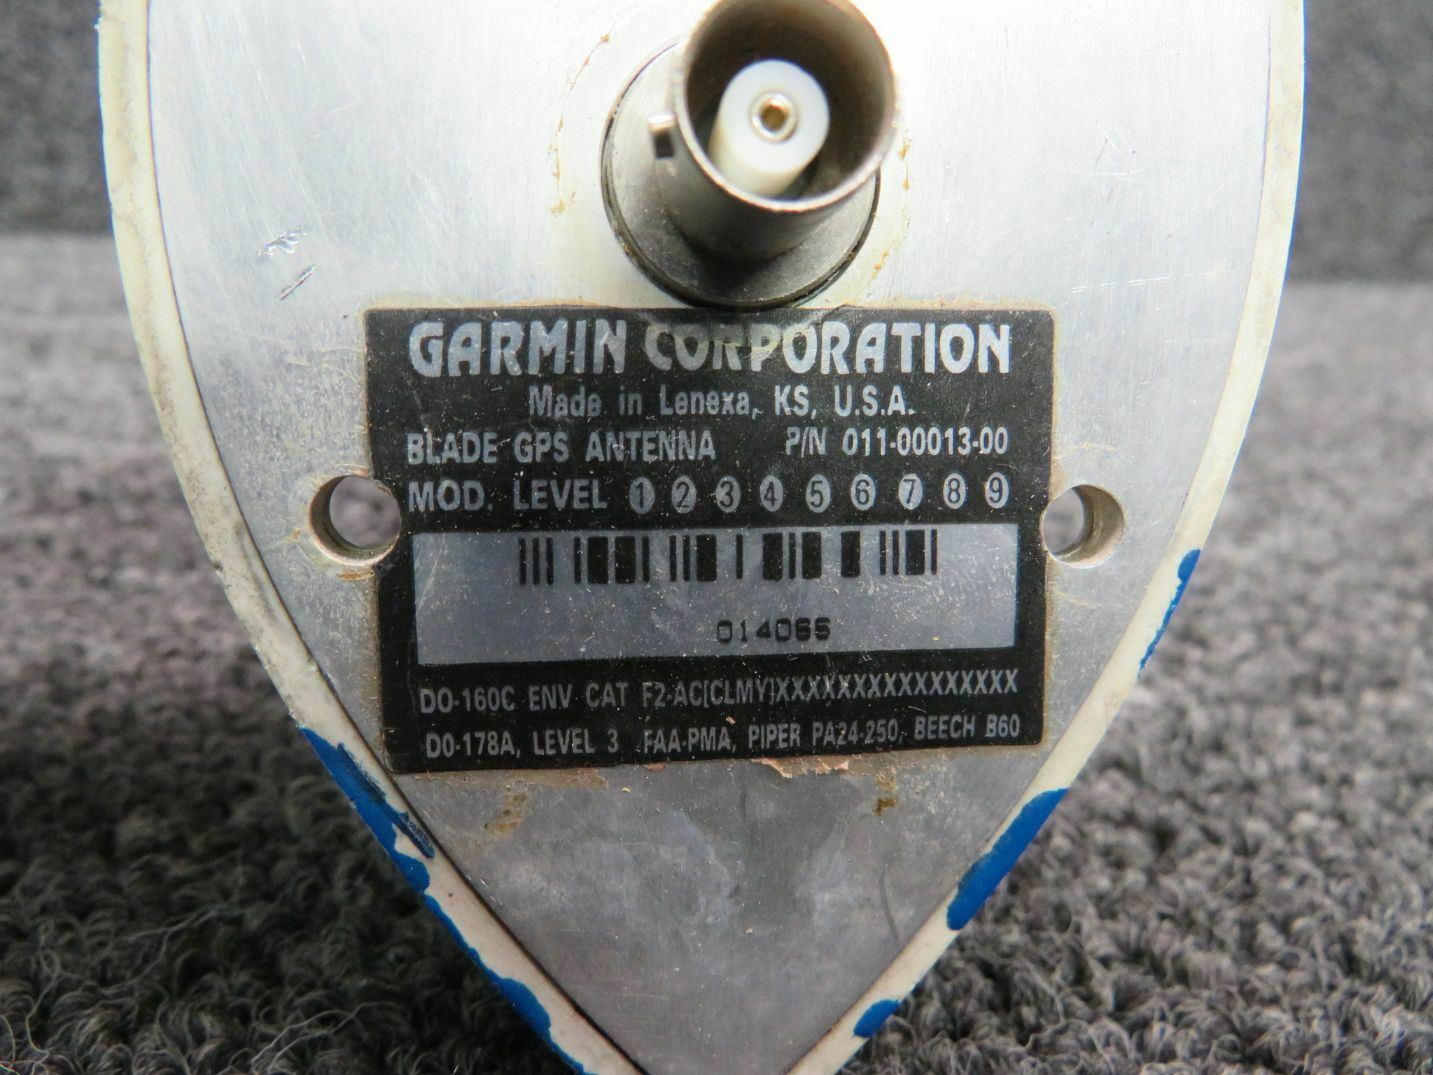 GARMIN CORPORATION
Made in Lenexa, KS, U.S.A.
BLADE GPS ANTENNA P/N 011-00013-00
MOD. LEVEL 1 2 3 4 5 6 7 8 9
014066
DO-160C ENV CAT F2-AC[CLMY]XXXXXXXXXXXXXXXX
DO-178A, LEVEL 3 FAA-PMA, PIPER PA24-250, BEECH B60